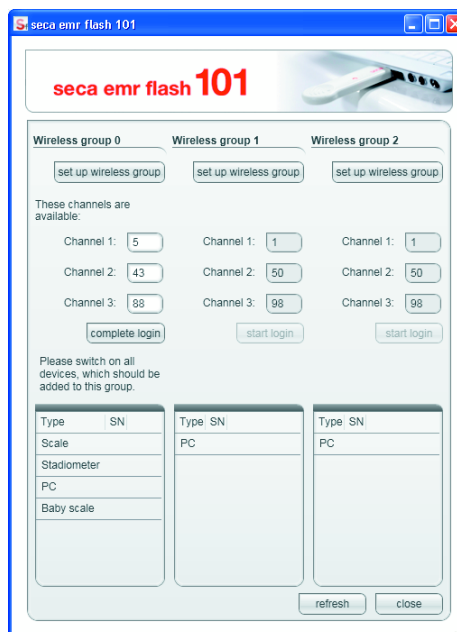 seca emr flash 101
seca emr flash 101
Wireless group 0
Wireless group 1
Wireless group 2
set up wireless group
set up wireless group
set up wireless group
These channels are
available:
Channel 1: 5
Channel 1: 1
Channel 1: 1
Channel 2: 43
Channel 2: 50
Channel 2: 50
Channel 3: 88
Channel 3: 98
Channel 3: 98
complete login
start login
start login
Please switch on all
devices, which should be
added to this group.
Type SN
Scale
Stadiometer
PC
Baby scale
Type SN
PC
Type SN
PC
refresh
close